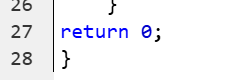 26 }
27 return 0;
28 }